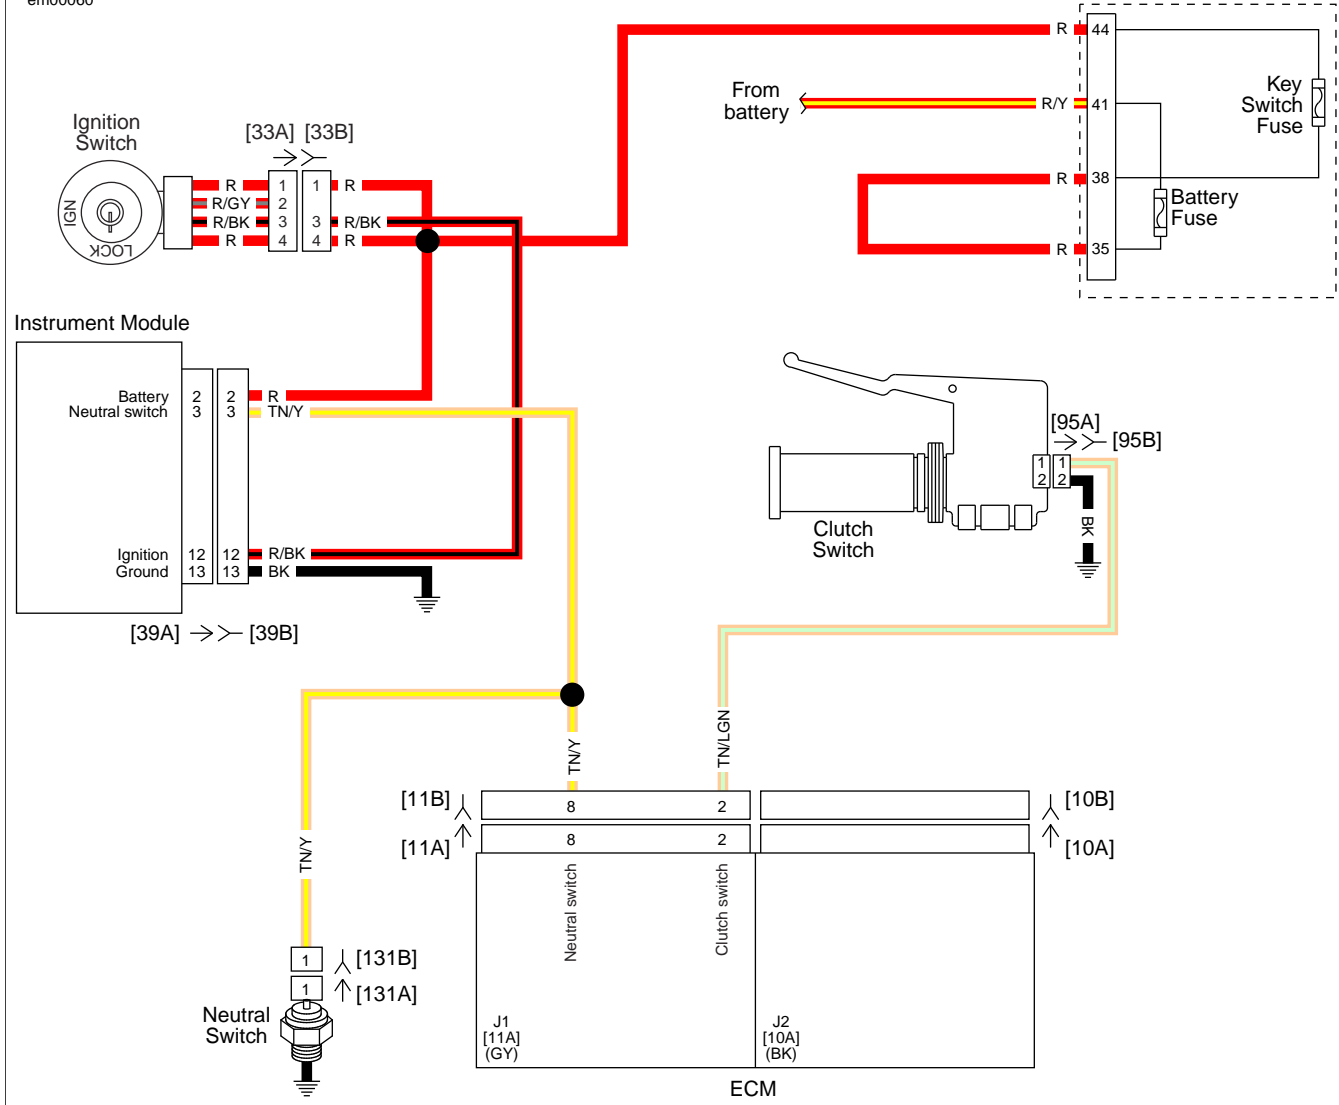 em00066
R
44
From
battery
R/Y
41
Key
Switch
Fuse
Ignition
Switch
[33A] [33B]
IGN
LOCK
R
1
1
R
R/GY
2
R/BK
3
3
R/BK
R
4
4
R
R
38
Battery
Fuse
R
35
Instrument Module
Battery
2
2
R
Neutral switch
3
3
TN/Y
Ignition
12
12
R/BK
Ground
13
13
BK
[39A]
[39B]
[95A]
[95B]
1
1
2
2
BK
Clutch
Switch
TN/Y
TN/LGN
[11B]
8
2
[10B]
[11A]
8
2
[10A]
Neutral switch
Clutch switch
TN/Y
1
[131B]
1
[131A]
Neutral
Switch
J1
[11A]
(GY)
J2
[10A]
(BK)
ECM